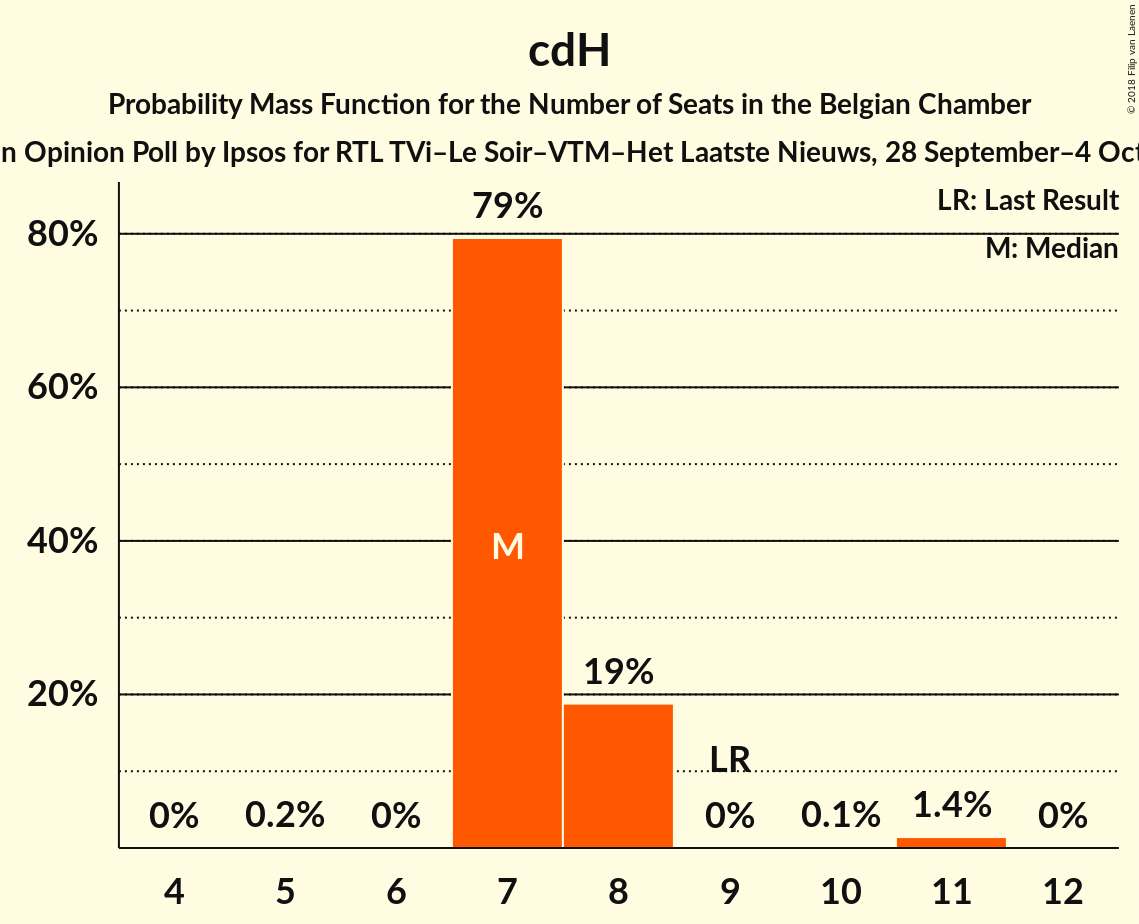 cdH
Probability Mass Function for the Number of Seats in the Belgian Chamber
n Opinion Poll by Ipsos for RTL TVi–Le Soir–VTM–Het Laatste Nieuws, 28 September–4 Oct
© 2018 Filip van Laenen
LR: Last Result
M: Median
80%
60%
40%
20%
0%
0.2%
0%
79%
M
19%
LR
0%
0.1%
1.4%
0%
4 5 6 7 8 9 10 11 12